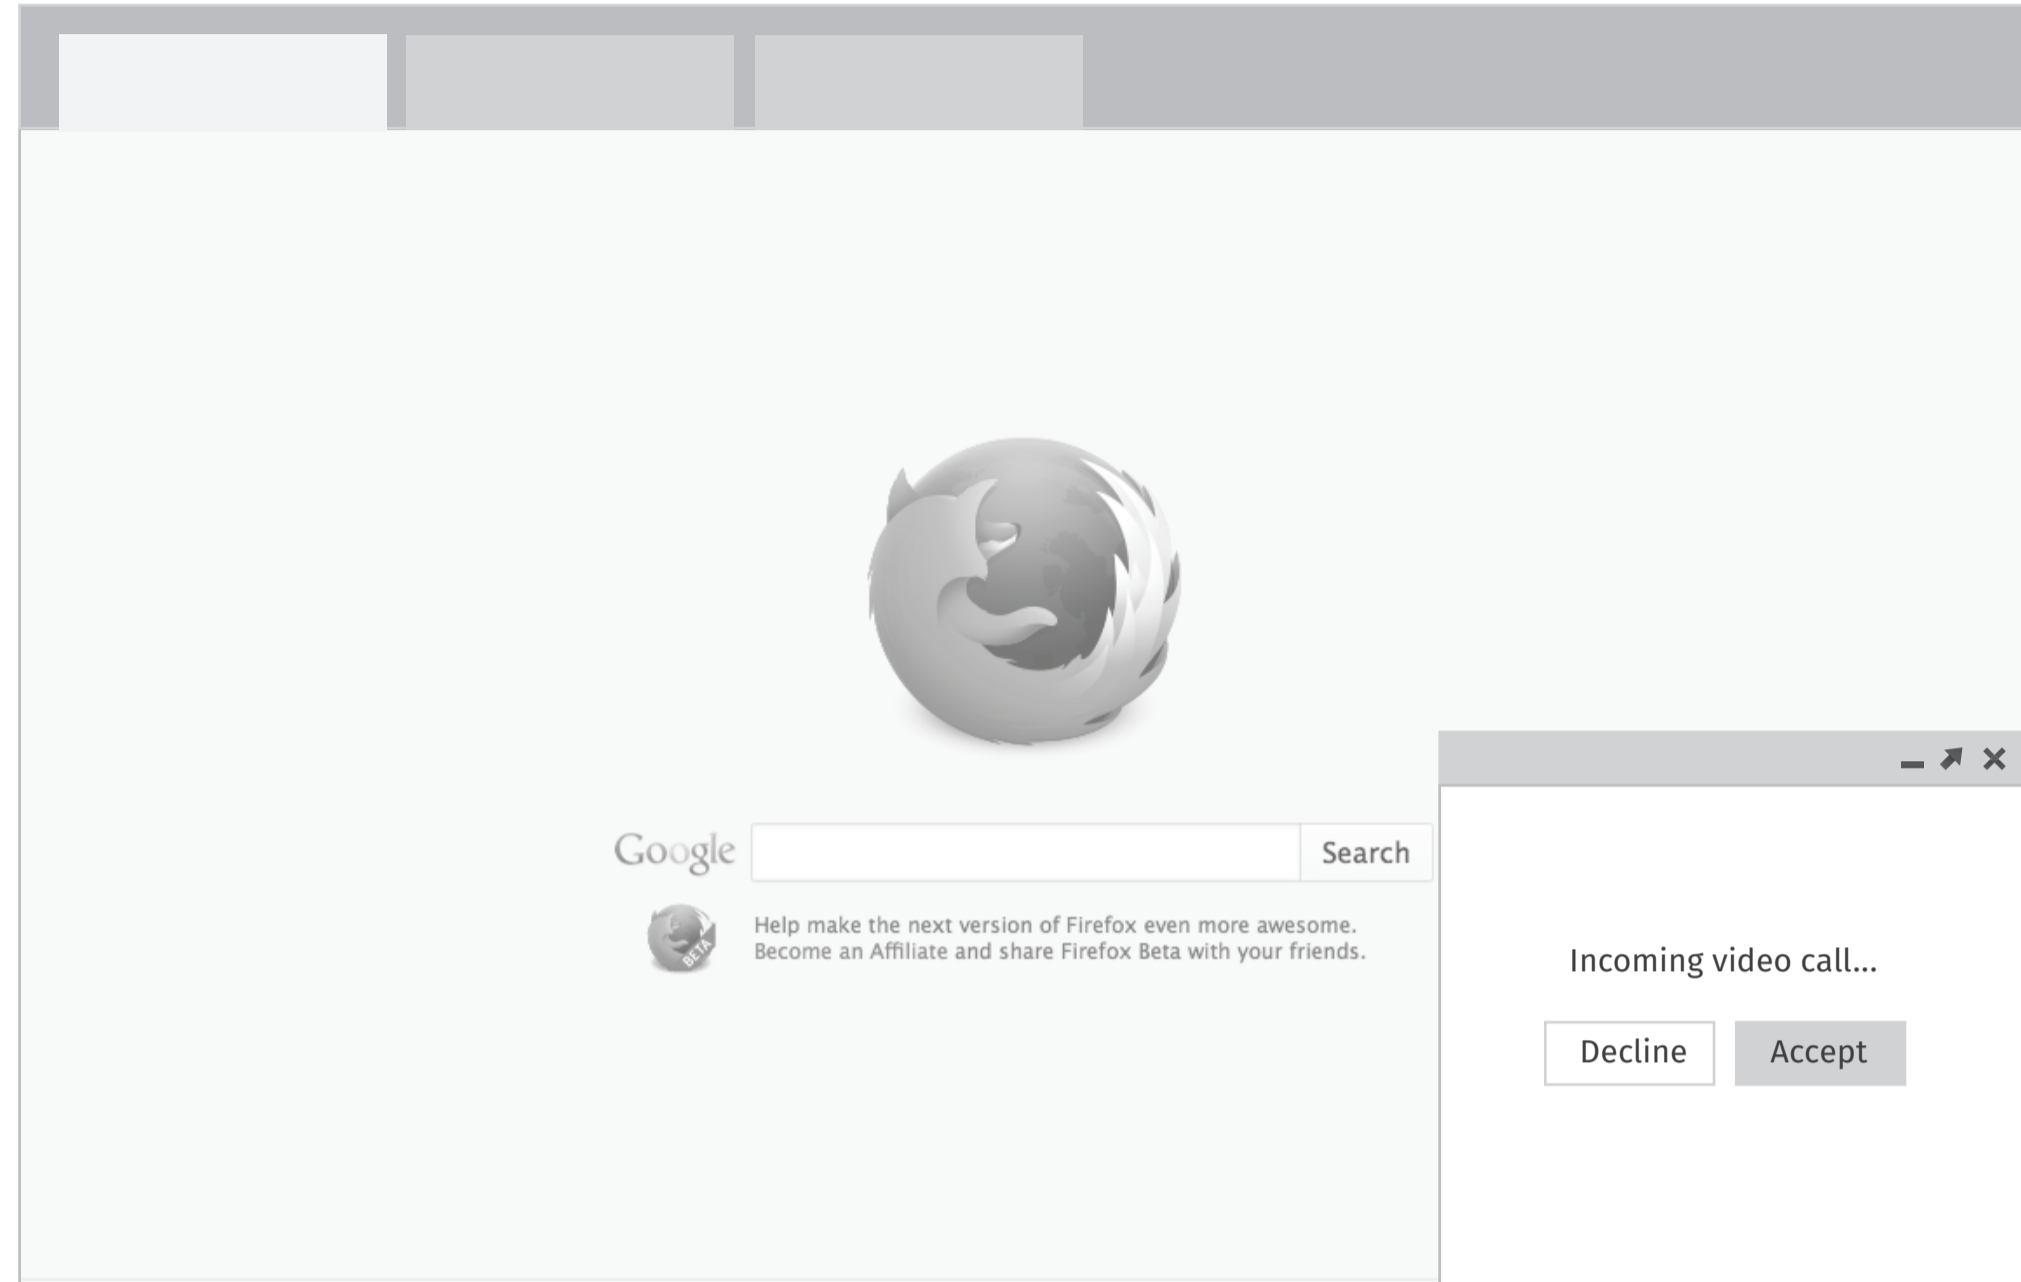 Google
Search
BETA
Help make the next version of Firefox even more awesome.
Become an Affiliate and share Firefox Beta with your friends.
Incoming video call...
Decline
Accept